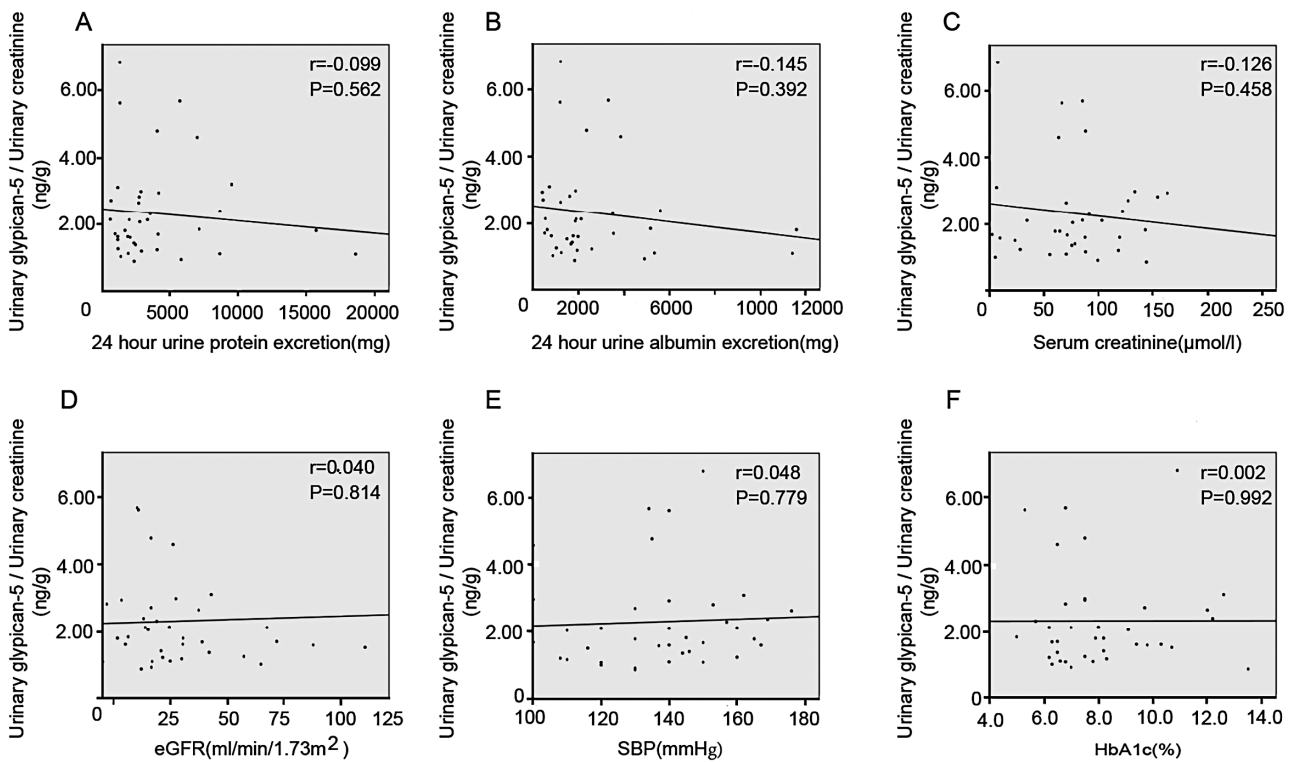 A
Urinary glypican-5 / Urinary creatinine
(ng/g)
r=-0.099
P=0.562
6.00
4.00
2.00
0 5000 10000 15000 20000
24 hour urine protein excretion(mg)
B
Urinary glypican-5 / Urinary creatinine
(ng/g)
r=-0.145
P=0.392
6.00
4.00
2.00
0 2000 6000 10000 12000
24 hour urine albumin excretion(mg)
C
Urinary glypican-5 / Urinary creatinine
(ng/g)
r=-0.126
P=0.458
6.00
4.00
2.00
0 50 100 150 200 250
Serum creatinine(μmol/l)
D
Urinary glypican-5 / Urinary creatinine
(ng/g)
r=0.040
P=0.814
6.00
4.00
2.00
0 25 50 75 100 125
eGFR(ml/min/1.73m²)
E
Urinary glypican-5 / Urinary creatinine
(ng/g)
r=0.048
P=0.779
6.00
4.00
2.00
0
100 120 140 160 180
SBP(mmHg)
F
Urinary glypican-5 / Urinary creatinine
(ng/g)
r=0.002
P=0.992
6.00
4.00
2.00
0
4.0 6.0 8.0 10.0 12.0 14.0
HbA1c(%)